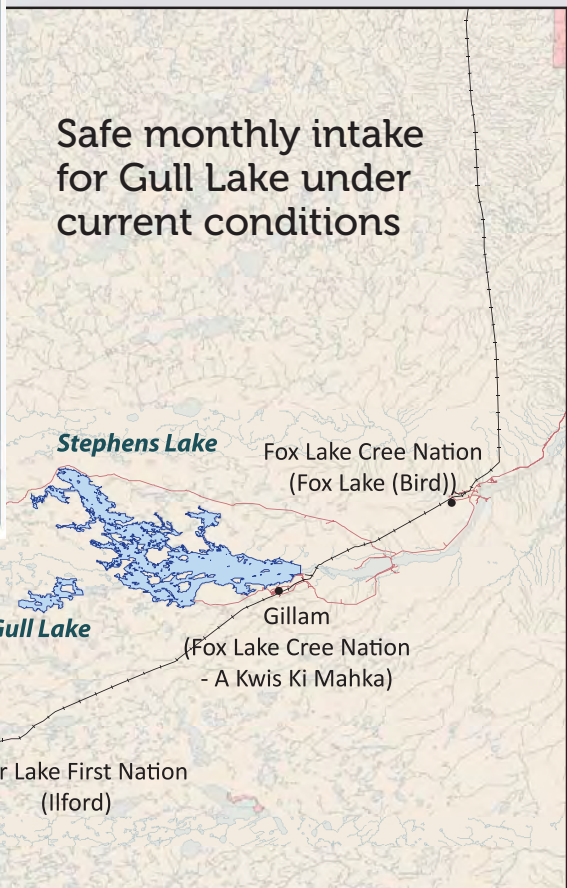 Safe monthly intake
for Gull Lake under
current conditions
Stephens Lake
Fox Lake Cree Nation
(Fox Lake (Bird))
Gull Lake
Gillam
(Fox Lake Cree Nation
- A Kwis Ki Mahka)
r Lake First Nation
(Ilford)